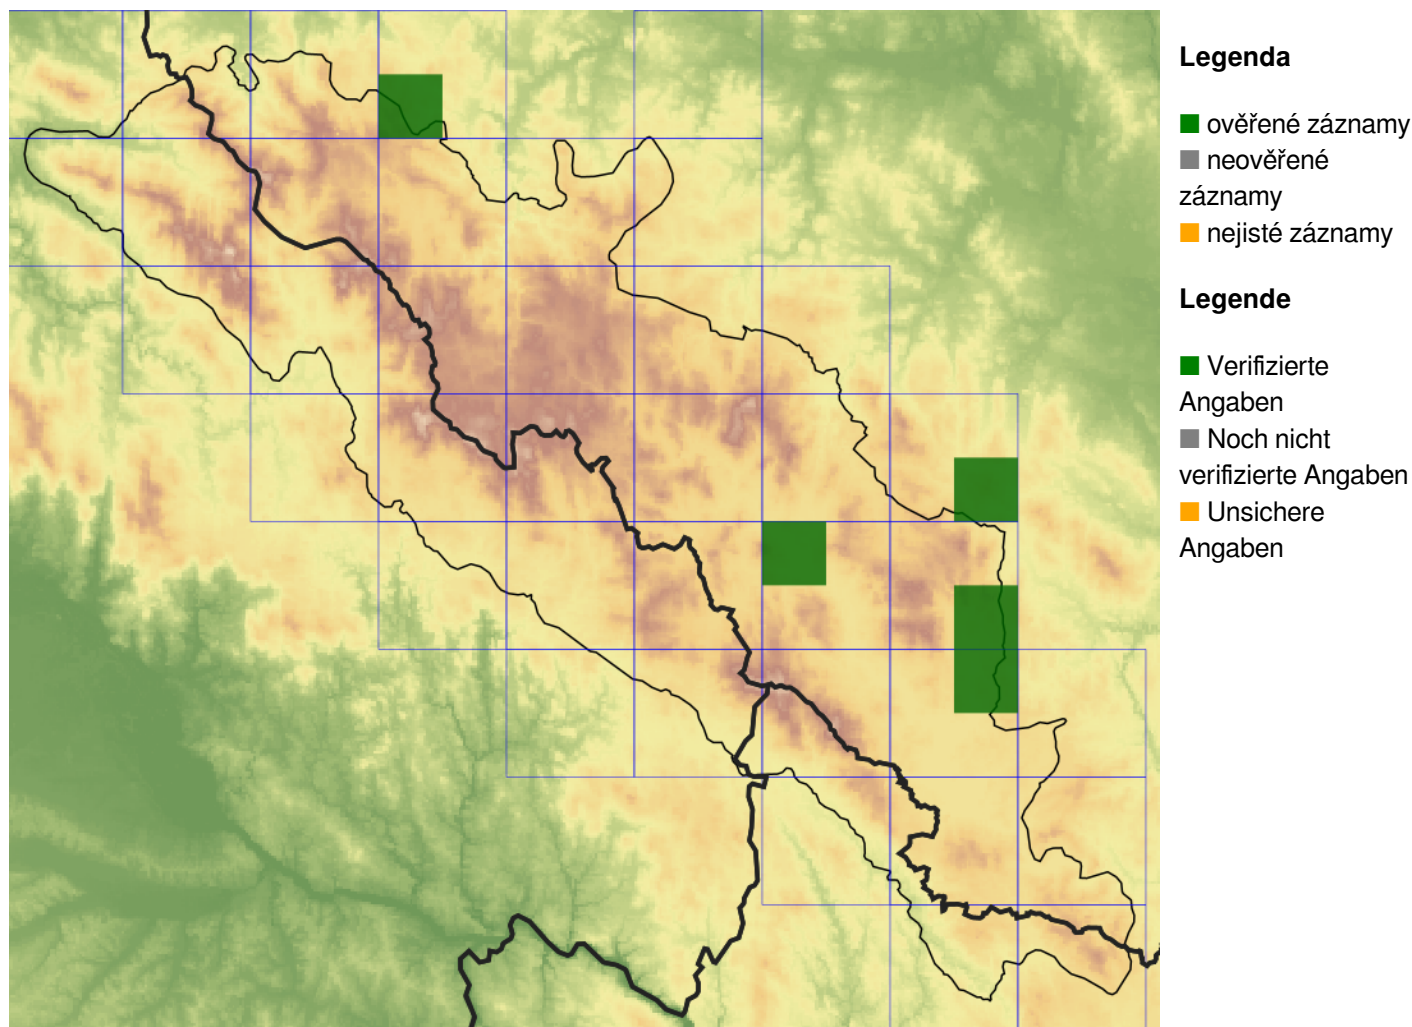 Legenda
ověřené záznamy
neověřené
záznamy
nejisté záznamy
Legende
Verifizierte
Angaben
Noch nicht
verifizierte Angaben
Unsichere
Angaben